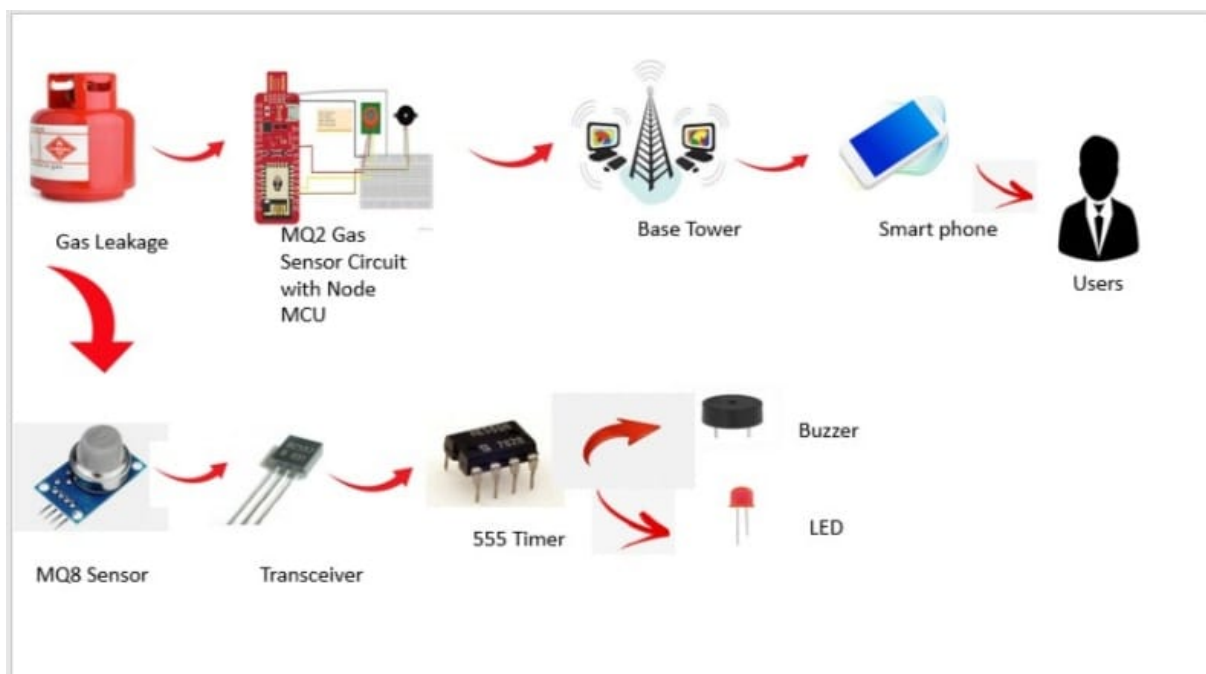 Gas Leakage
MQ2 Gas
Sensor Circuit
with Node
MCU
Base Tower
Smart phone
Users
MQ8 Sensor
Transceiver
555 Timer
Buzzer
LED